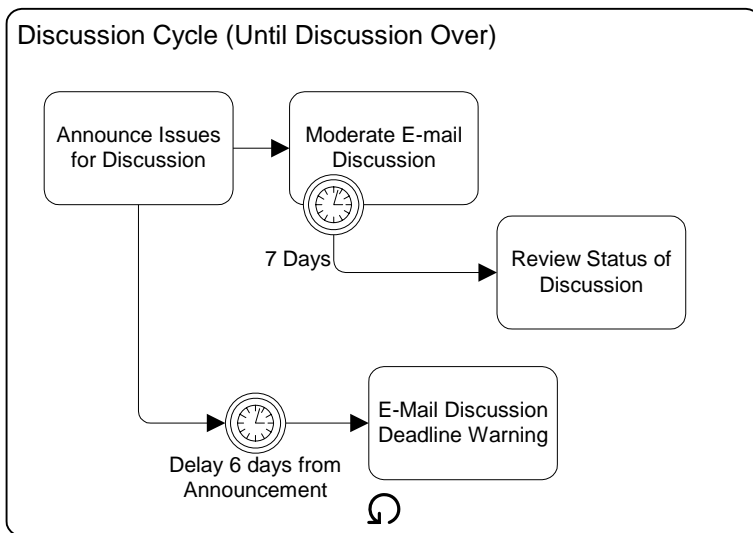 Discussion Cycle (Until Discussion Over)
Announce Issues
for Discussion
Moderate E-mail
Discussion
7 Days
Review Status of
Discussion
Delay 6 days from
Announcement
E-Mail Discussion
Deadline Warning